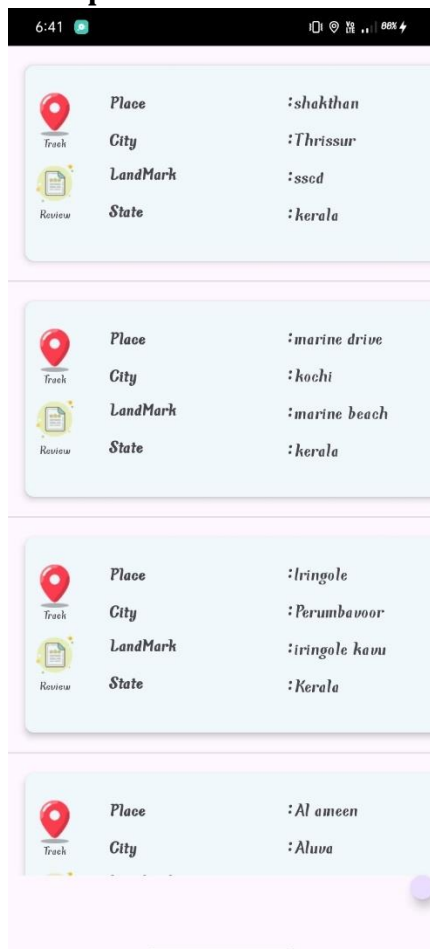 6:41 88%
Place :shakthan
Track
City :Thrissur
LandMark :sscd
Review
State :kerala
Place :marine drive
Track
City :kochi
LandMark :marine beach
Review
State :kerala
Place :Iringole
Track
City :Perumbavoor
LandMark :iringole kavu
Review
State :Kerala
Place :Al ameen
Track
City :Aluva